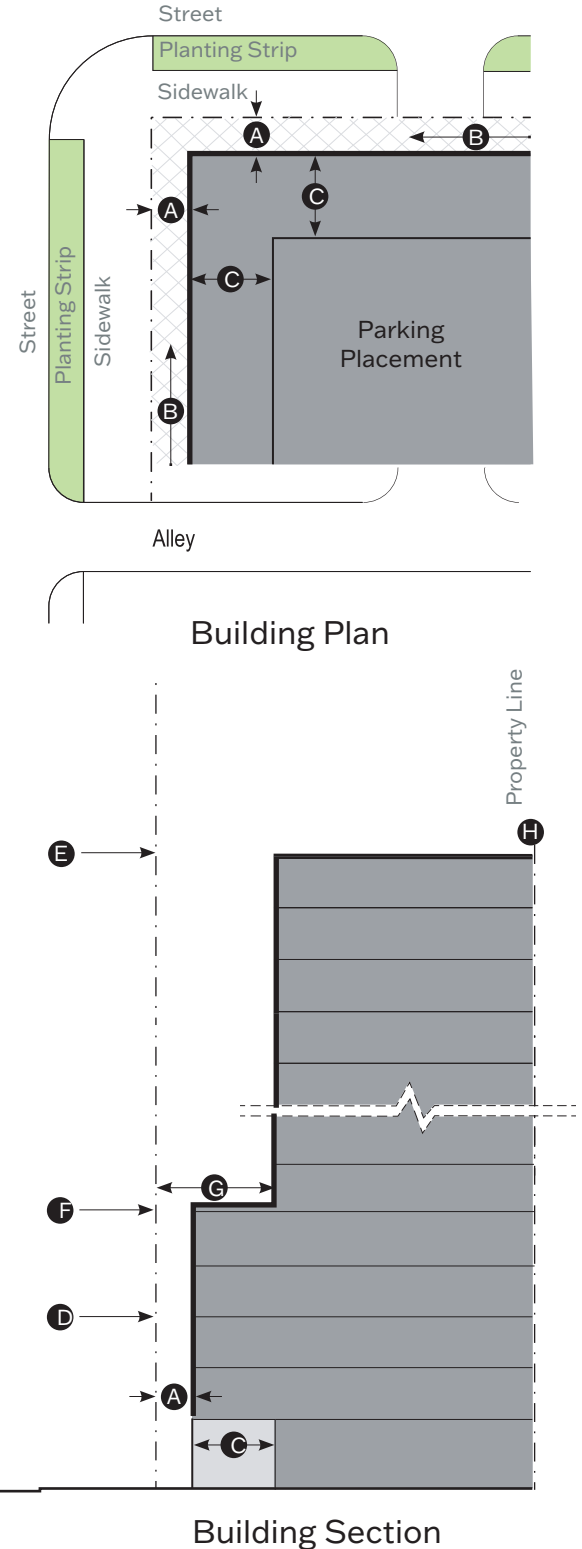 Street
Planting Strip
Sidewalk
A
B
A
C
C
Street
Planting Strip
Sidewalk
Parking
Placement
B
Alley
Building Plan
Property Line
H
E
G
F
D
A
C
Building Section